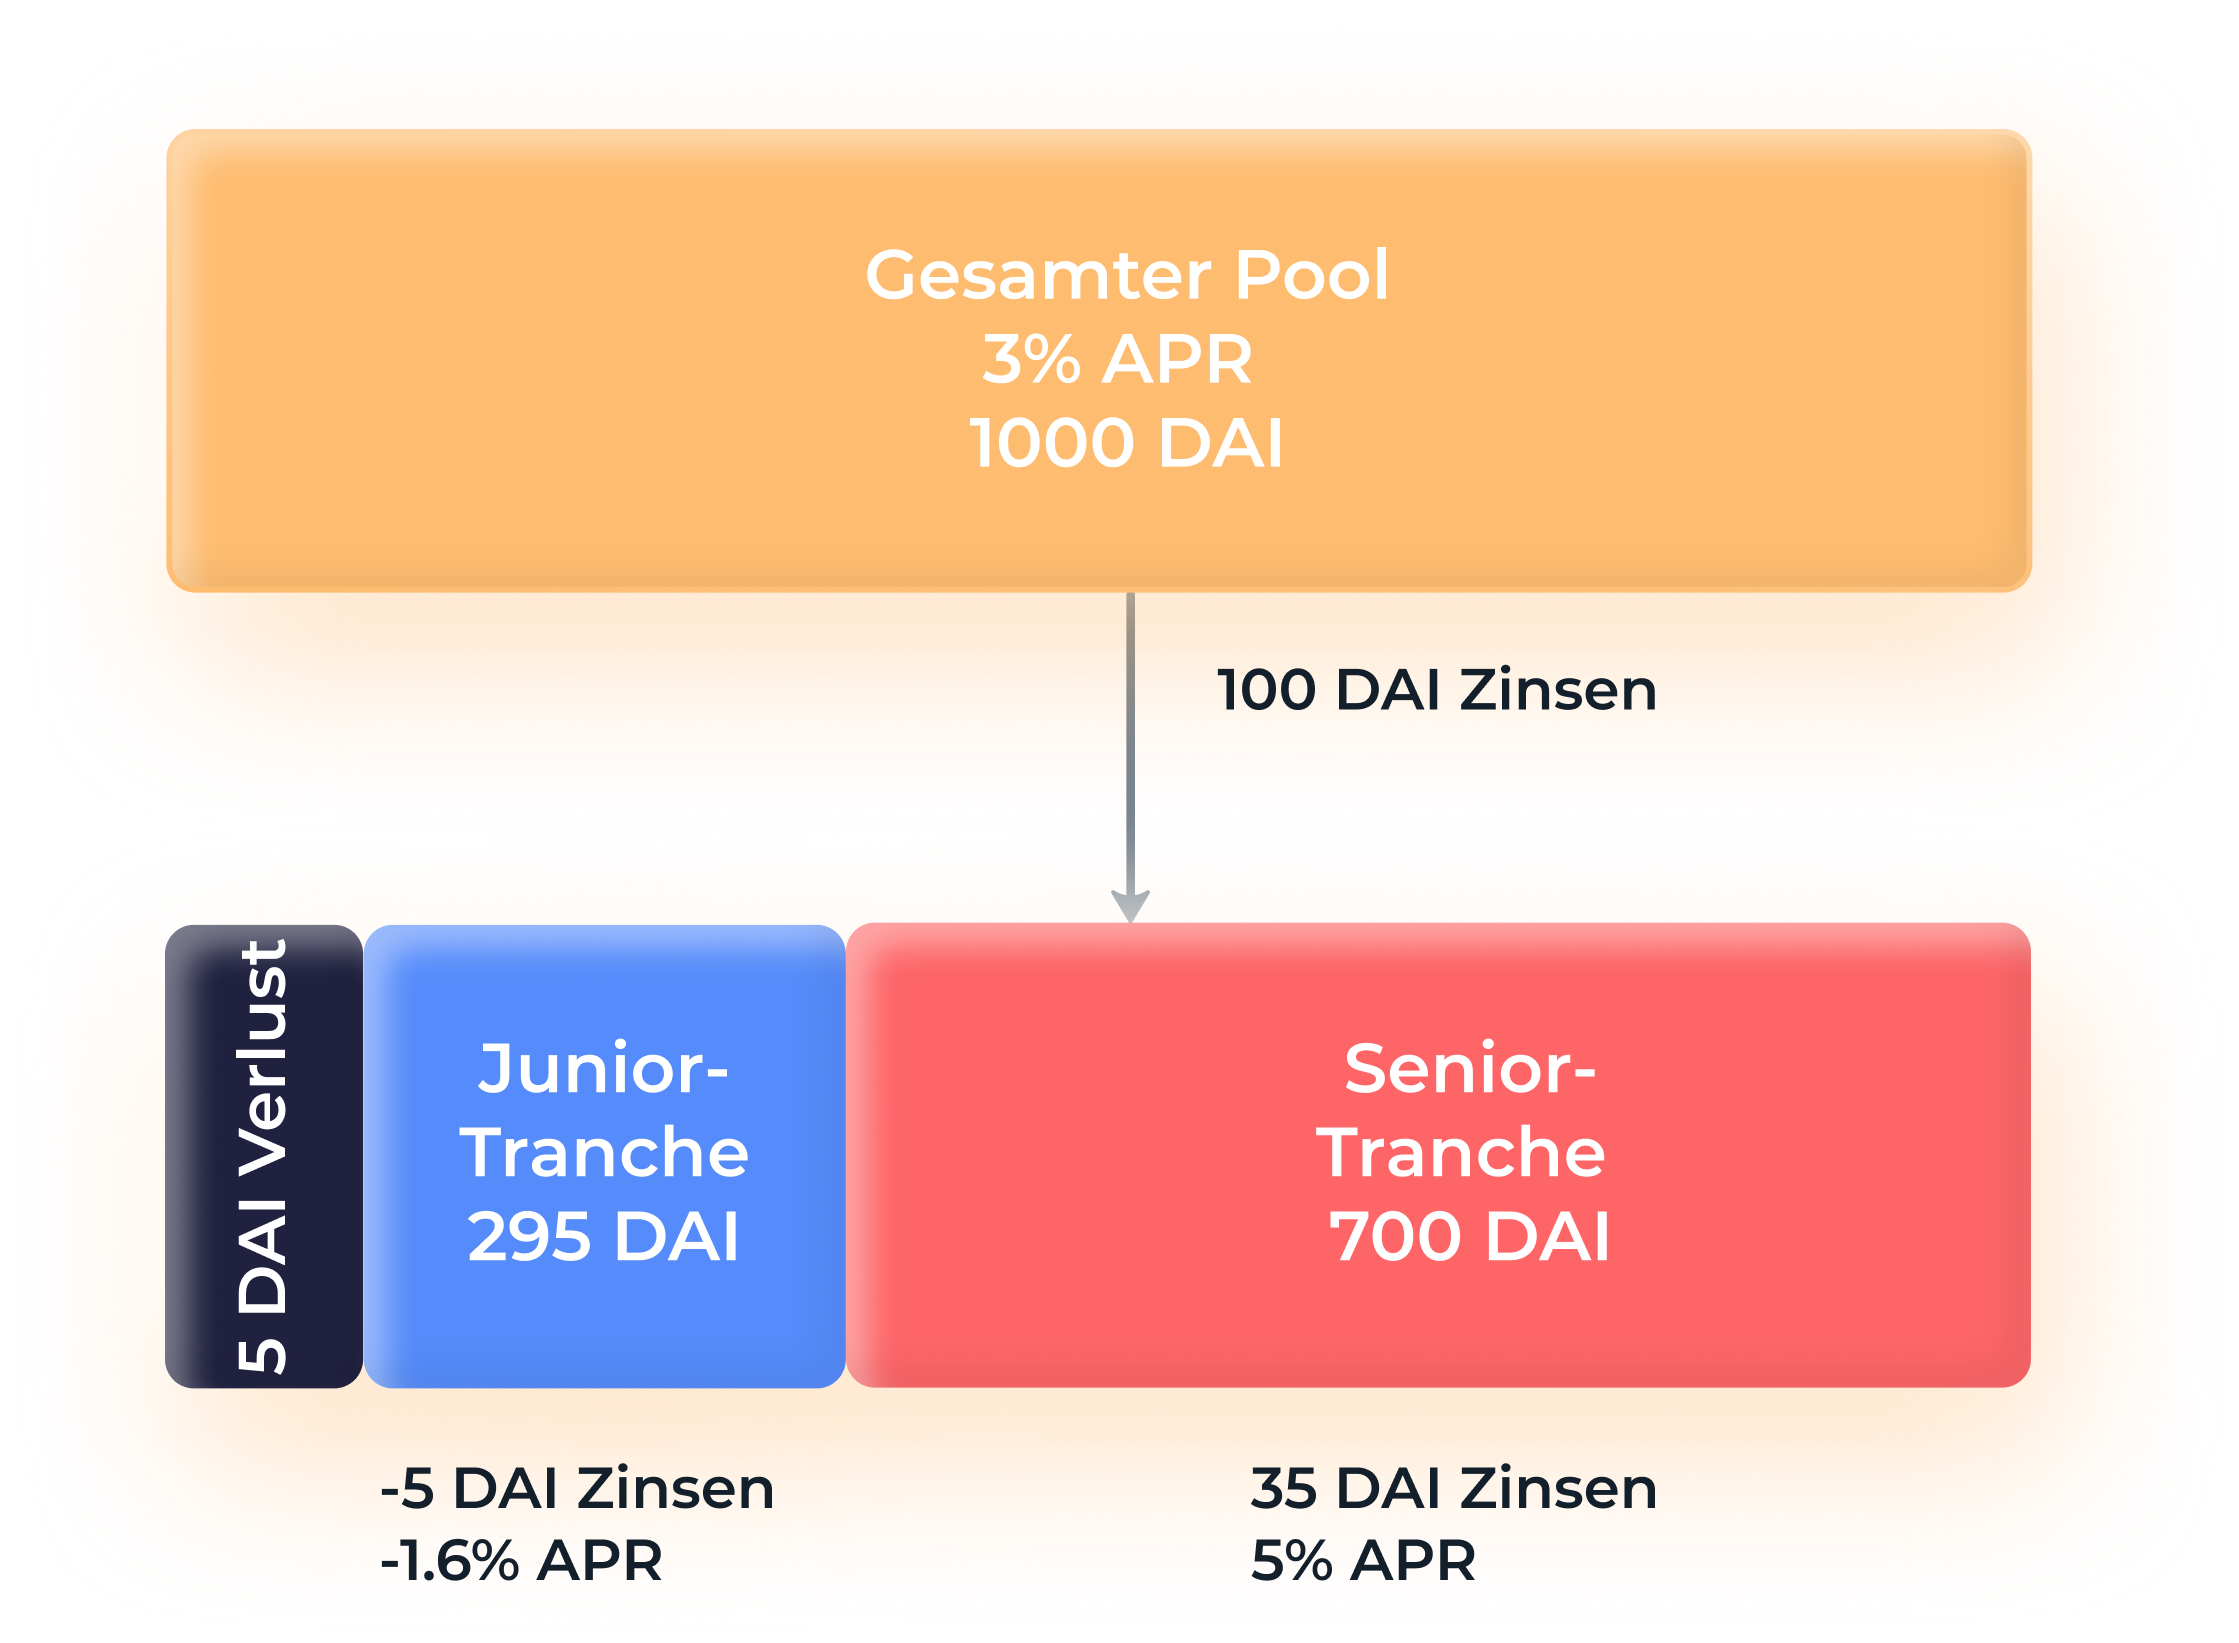 Gesamter Pool
3% APR
1000 DAI
100 DAI Zinsen
5 DAI Verlust
Junior-
Tranche
295 DAI
Senior-
Tranche
700 DAI
-5 DAI Zinsen
-1.6% APR
35 DAI Zinsen
5% APR